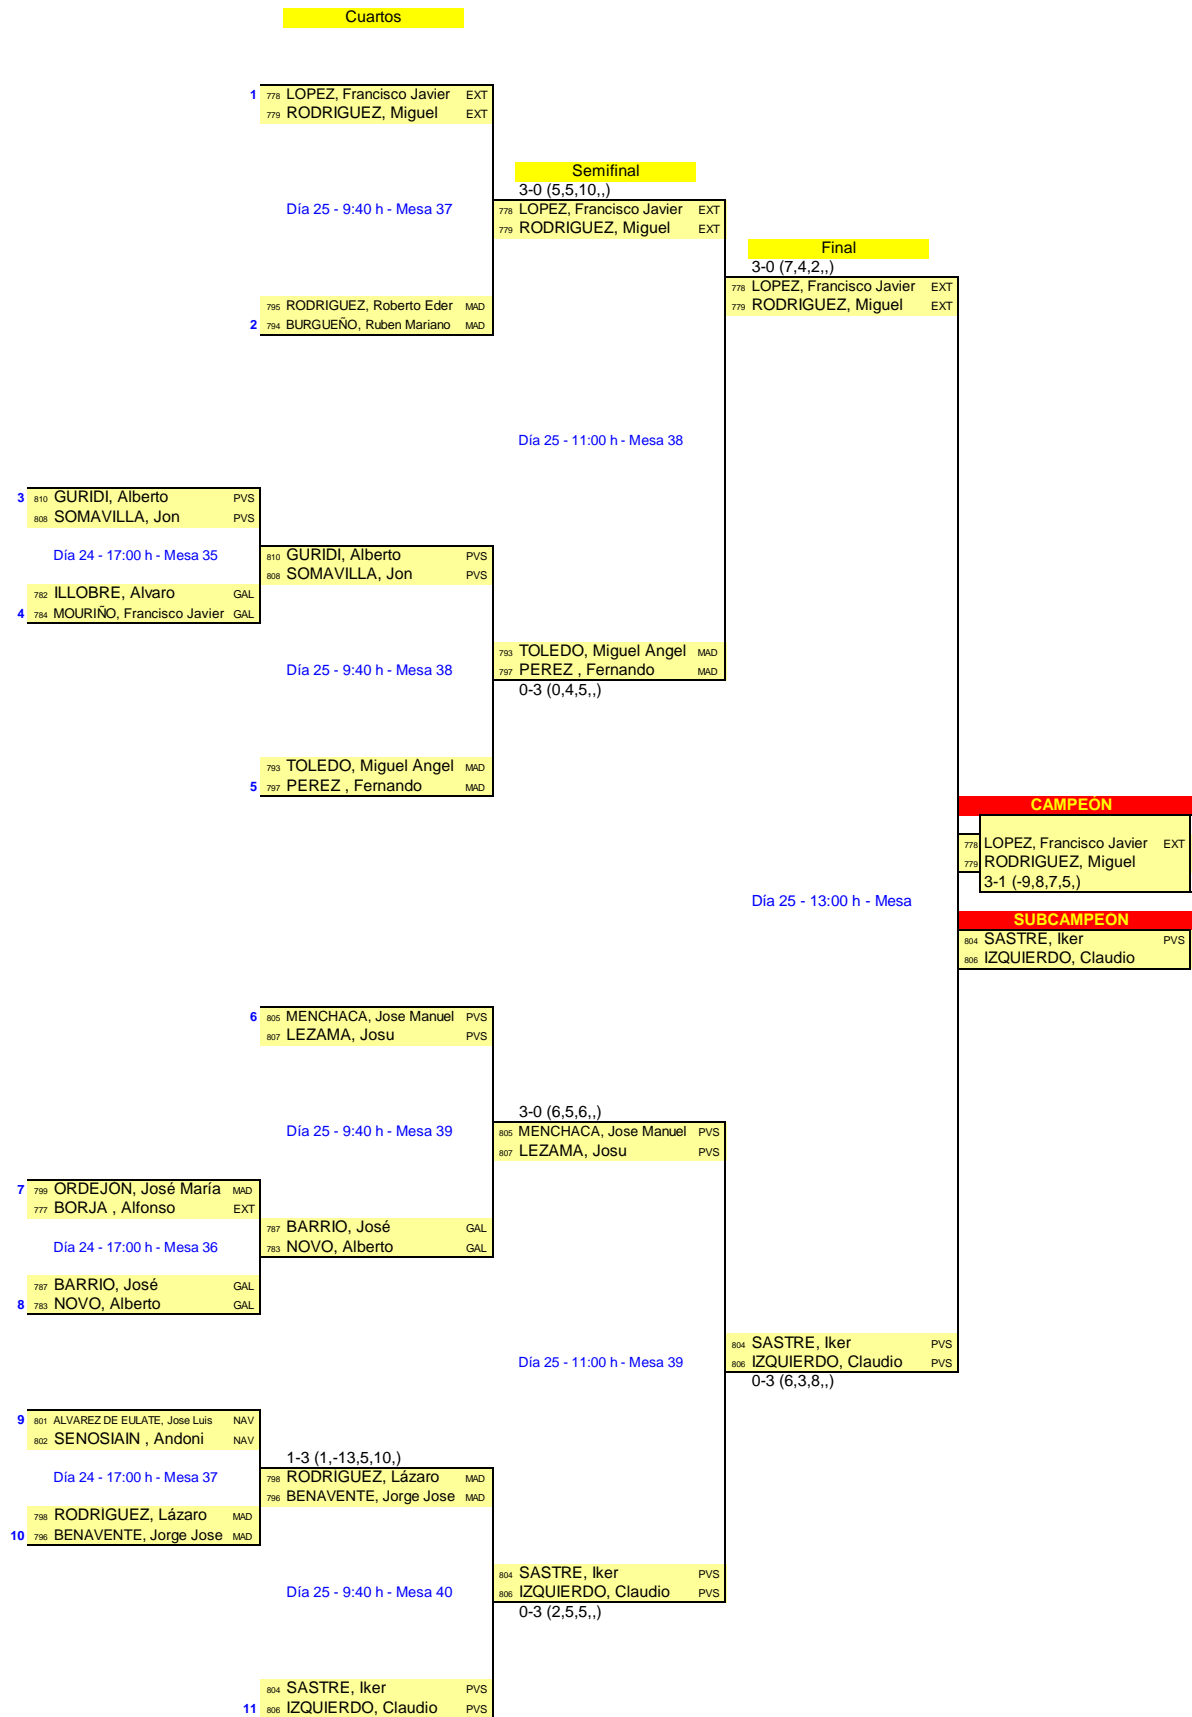 Cuartos
1 778 LOPEZ, Francisco Javier EXT
779 RODRIGUEZ, Miguel EXT
Semifinal
3-0 (5,5,10,,)
Día 25 - 9:40 h - Mesa 37
778 LOPEZ, Francisco Javier EXT
779 RODRIGUEZ, Miguel EXT
Final
3-0 (7,4,2,,)
778 LOPEZ, Francisco Javier EXT
779 RODRIGUEZ, Miguel EXT
795 RODRIGUEZ, Roberto Eder MAD
2 794 BURGUEÑO, Ruben Mariano MAD
Día 25 - 11:00 h - Mesa 38
3 810 GURIDI, Alberto PVS
808 SOMAVILLA, Jon PVS
Día 24 - 17:00 h - Mesa 35
810 GURIDI, Alberto PVS
808 SOMAVILLA, Jon PVS
782 ILLOBRE, Alvaro GAL
4 784 MOURIÑO, Francisco Javier GAL
793 TOLEDO, Miguel Angel MAD
797 PEREZ , Fernando MAD
0-3 (0,4,5,,)
Día 25 - 9:40 h - Mesa 38
793 TOLEDO, Miguel Angel MAD
5 797 PEREZ , Fernando MAD
CAMPEÓN
778 LOPEZ, Francisco Javier EXT
779 RODRIGUEZ, Miguel
3-1 (-9,8,7,5,)
Día 25 - 13:00 h - Mesa
SUBCAMPEÓN
804 SASTRE, Iker PVS
806 IZQUIERDO, Claudio
6 805 MENCHACA, Jose Manuel PVS
807 LEZAMA, Josu PVS
3-0 (6,5,6,,)
Día 25 - 9:40 h - Mesa 39
805 MENCHACA, Jose Manuel PVS
807 LEZAMA, Josu PVS
7 799 ORDEJÓN, José María MAD
777 BORJA , Alfonso EXT
Día 24 - 17:00 h - Mesa 36
787 BARRIO, José GAL
783 NOVO, Alberto GAL
787 BARRIO, José GAL
8 783 NOVO, Alberto GAL
Día 25 - 11:00 h - Mesa 39
804 SASTRE, Iker PVS
806 IZQUIERDO, Claudio PVS
0-3 (6,3,8,,)
9 801 ALVAREZ DE EULATE, Jose Luis NAV
802 SENOSIAIN , Andoni NAV
1-3 (1,-13,5,10,)
Día 24 - 17:00 h - Mesa 37
798 RODRÍGUEZ, Lázaro MAD
796 BENAVENTE, Jorge Jose MAD
798 RODRÍGUEZ, Lázaro MAD
10 796 BENAVENTE, Jorge Jose MAD
Día 25 - 9:40 h - Mesa 40
804 SASTRE, Iker PVS
806 IZQUIERDO, Claudio PVS
0-3 (2,5,5,,)
804 SASTRE, Iker PVS
11 806 IZQUIERDO, Claudio PVS